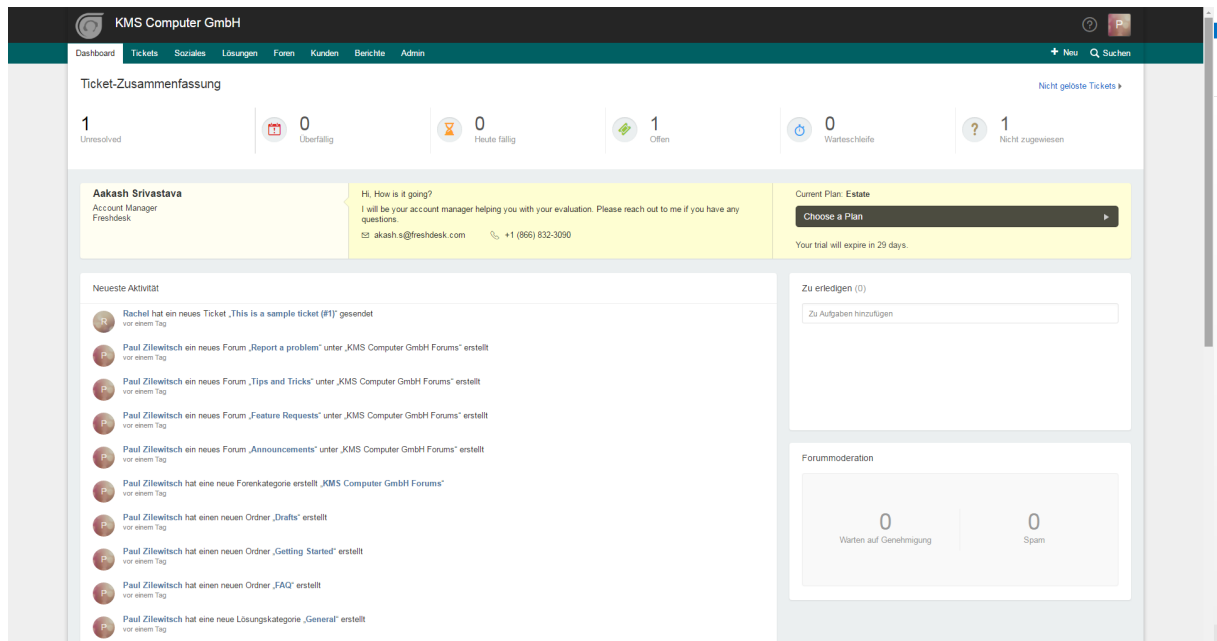 KMS Computer GmbH
P
Dashboard Tickets Soziales Lösungen Foren Kunden Berichte Admin
+ Neu Suchen
Ticket-Zusammenfassung
Nicht gelöste Tickets
1
Unresolved
0
Überfällig
0
Heute fällig
1
Offen
0
Warteschleife
?
1
Nicht zugewiesen
Aakash Srivastava
Account Manager
Freshdesk
Hi, How is it going?
I will be your account manager helping you with your evaluation. Please reach out to me if you have any
questions.
akash.s@freshdesk.com +1 (866) 832-3090
Current Plan: Estate
Choose a Plan
Your trial will expire in 29 days.
Neueste Aktivität
R
Rachel hat ein neues Ticket „This is a sample ticket (#1)“ gesendet
vor einem Tag
P
Paul Zilewitsch ein neues Forum „Report a problem“ unter „KMS Computer GmbH Forums“ erstellt
vor einem Tag
P
Paul Zilewitsch ein neues Forum „Tips and Tricks“ unter „KMS Computer GmbH Forums“ erstellt
vor einem Tag
P
Paul Zilewitsch ein neues Forum „Feature Requests“ unter „KMS Computer GmbH Forums“ erstellt
vor einem Tag
P
Paul Zilewitsch ein neues Forum „Announcements“ unter „KMS Computer GmbH Forums“ erstellt
vor einem Tag
P
Paul Zilewitsch hat eine neue Forenkategorie erstellt „KMS Computer GmbH Forums“
vor einem Tag
P
Paul Zilewitsch hat einen neuen Ordner „Drafts“ erstellt
vor einem Tag
P
Paul Zilewitsch hat einen neuen Ordner „Getting Started“ erstellt
vor einem Tag
P
Paul Zilewitsch hat einen neuen Ordner „FAQ“ erstellt
vor einem Tag
P
Paul Zilewitsch hat eine neue Lösungskategorie „General“ erstellt
vor einem Tag
Zu erledigen (0)
Zu Aufgaben hinzufügen
Forummoderation
0
Warten auf Genehmigung
0
Spam